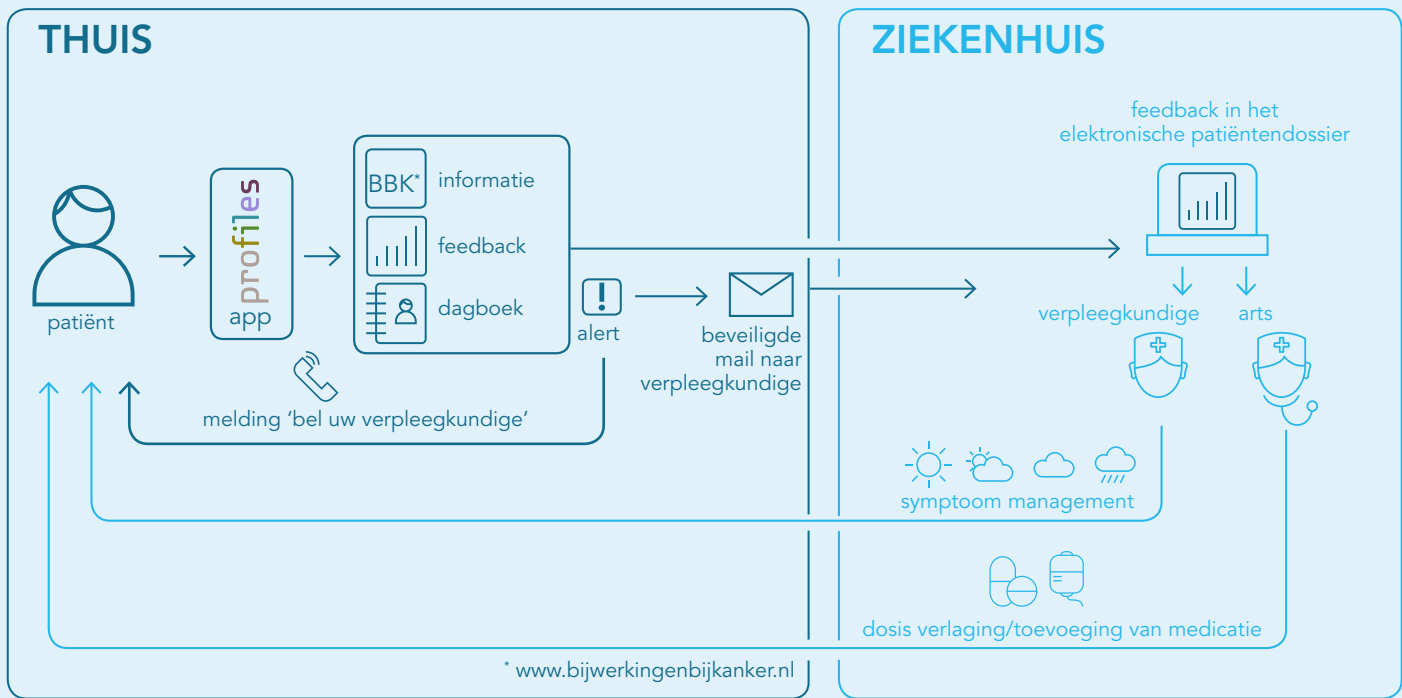 THUIS
ZIEKENHUIS
feedback in het
elektronische patiëntendossier
BBK* informatie
feedback
dagboek
profiles
app
patiënt
alert
beveiligde
mail naar
verpleegkundige
verpleegkundige
arts
melding ‘bel uw verpleegkundige’
symptoom management
dosis verlaging/toevoeging van medicatie
* www.bijwerkingenbijkanker.nl